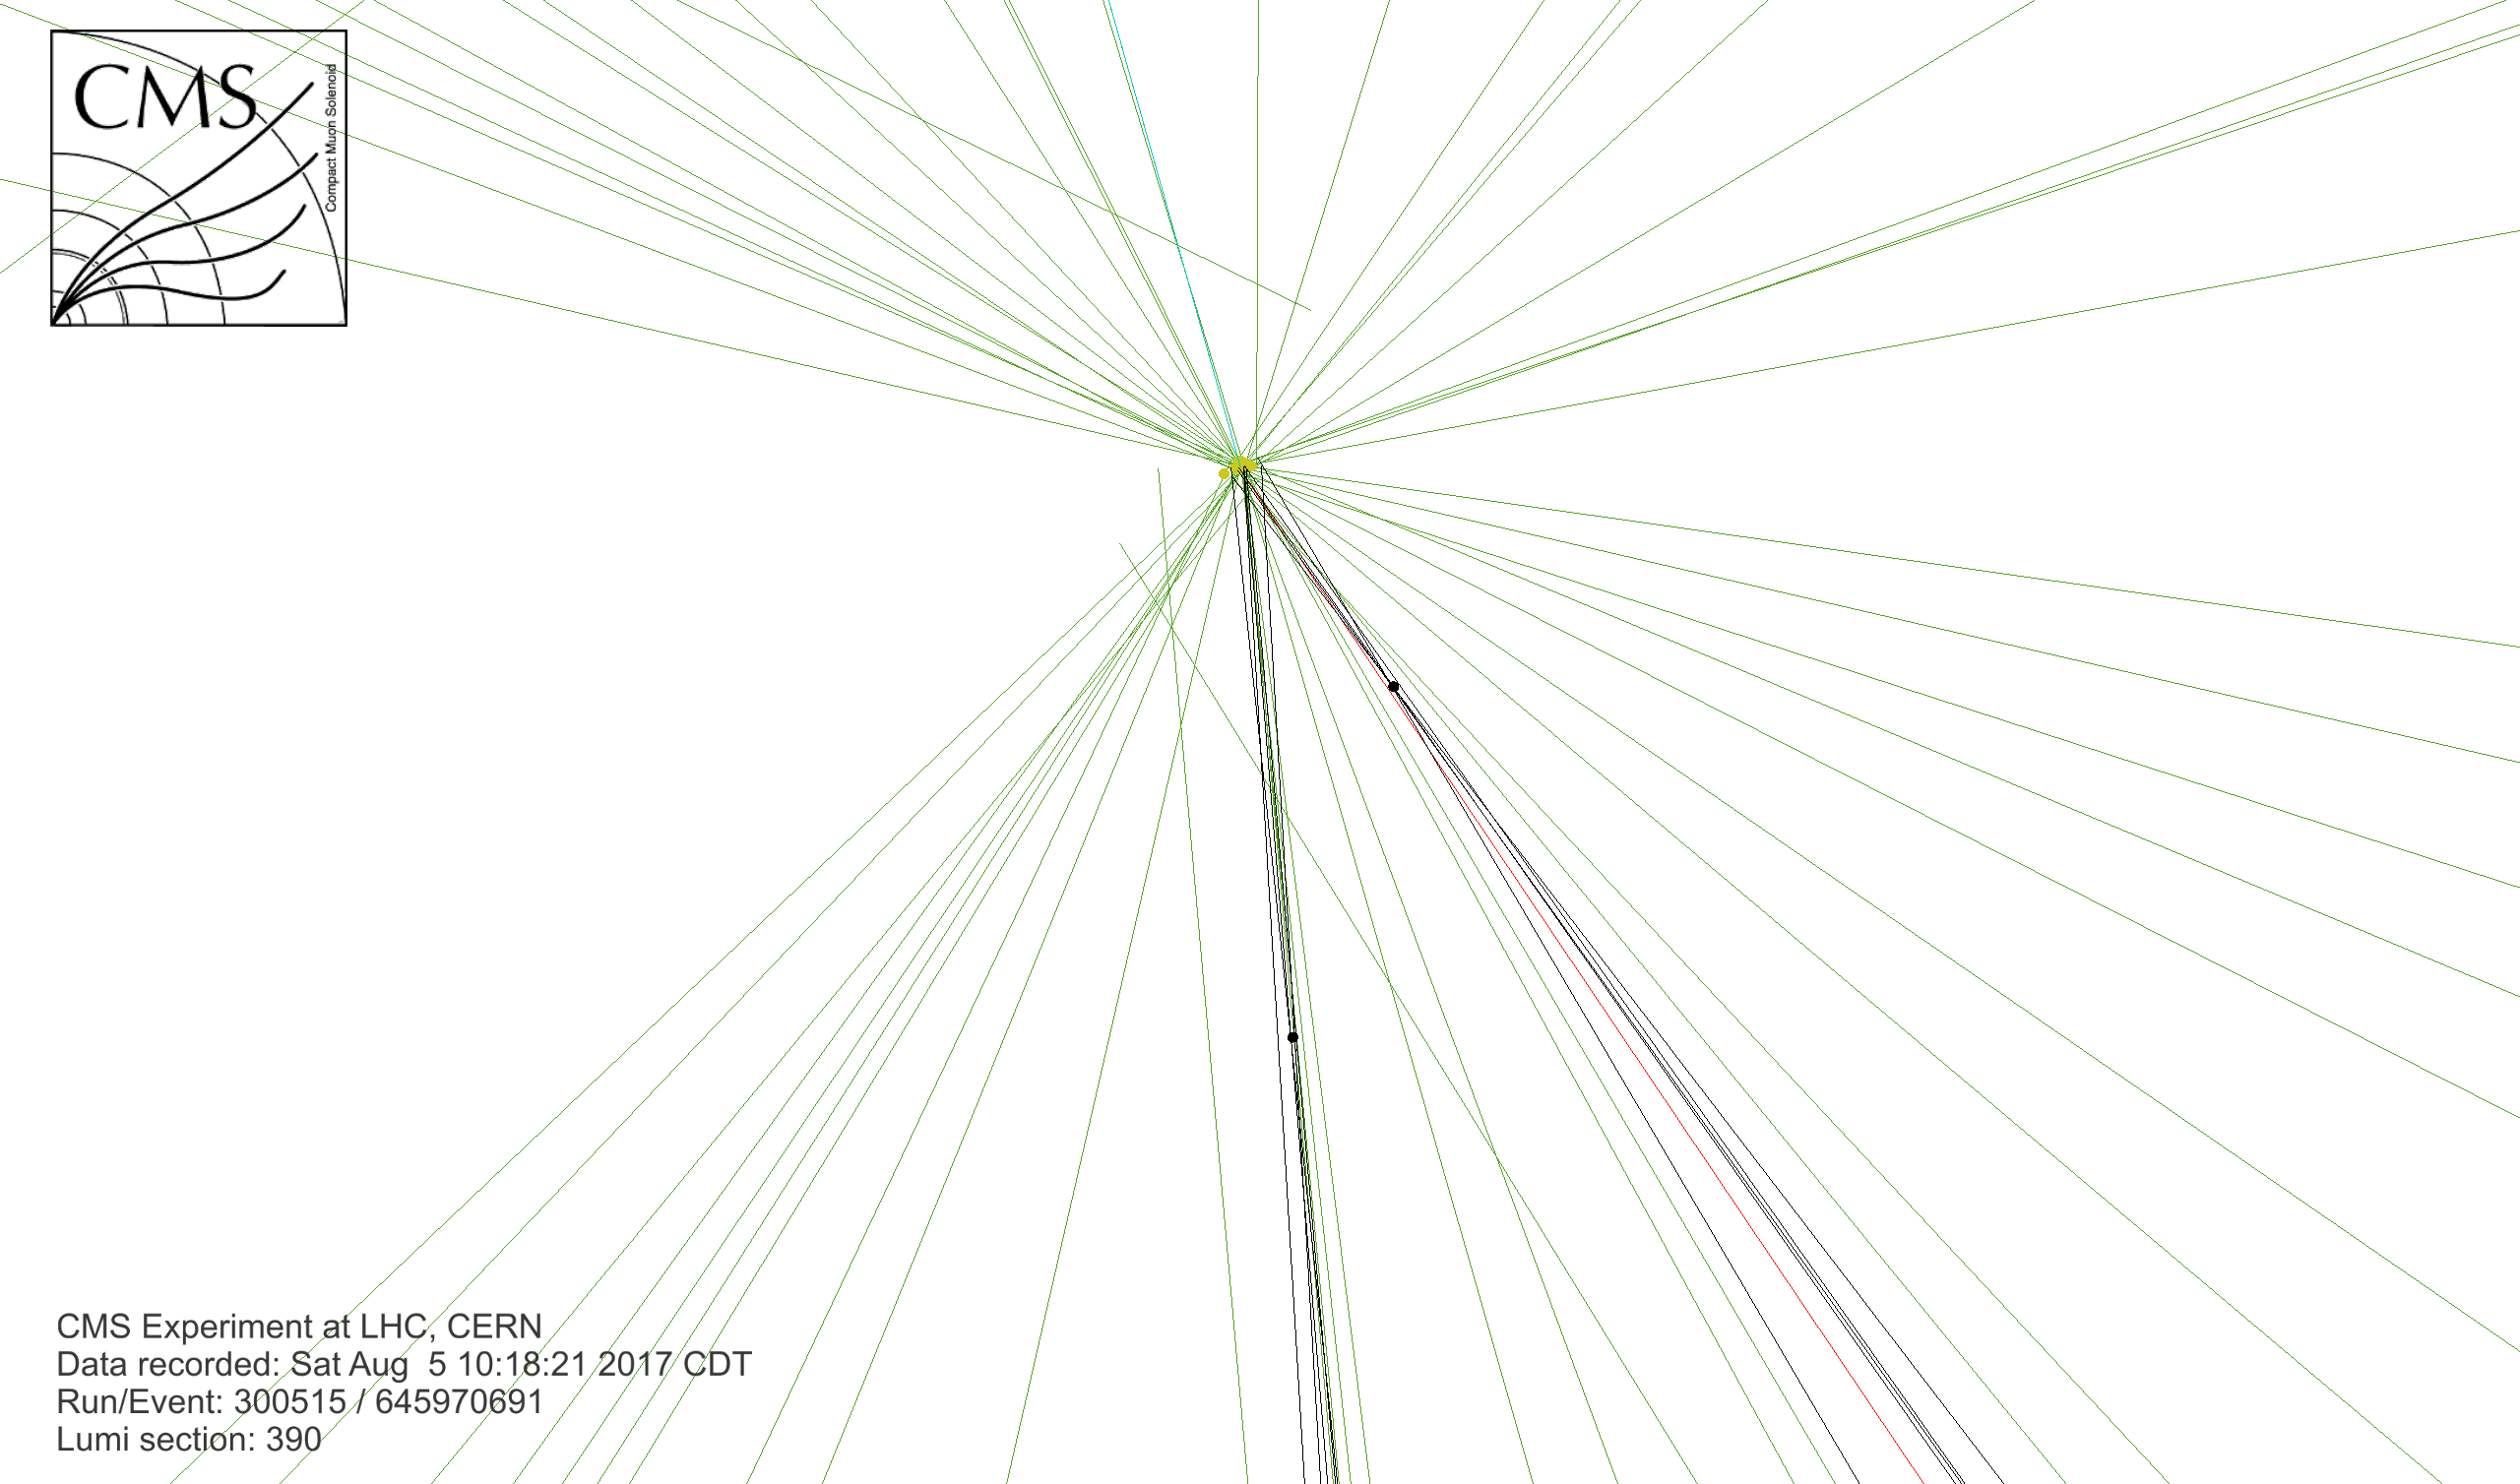 CMS
Compact Muon Solenoid
CMS Experiment at LHC, CERN
Data recorded: Sat Aug  5 10:18:21 2017 CDT
Run/Event: 300515 / 645970691
Lumi section: 390